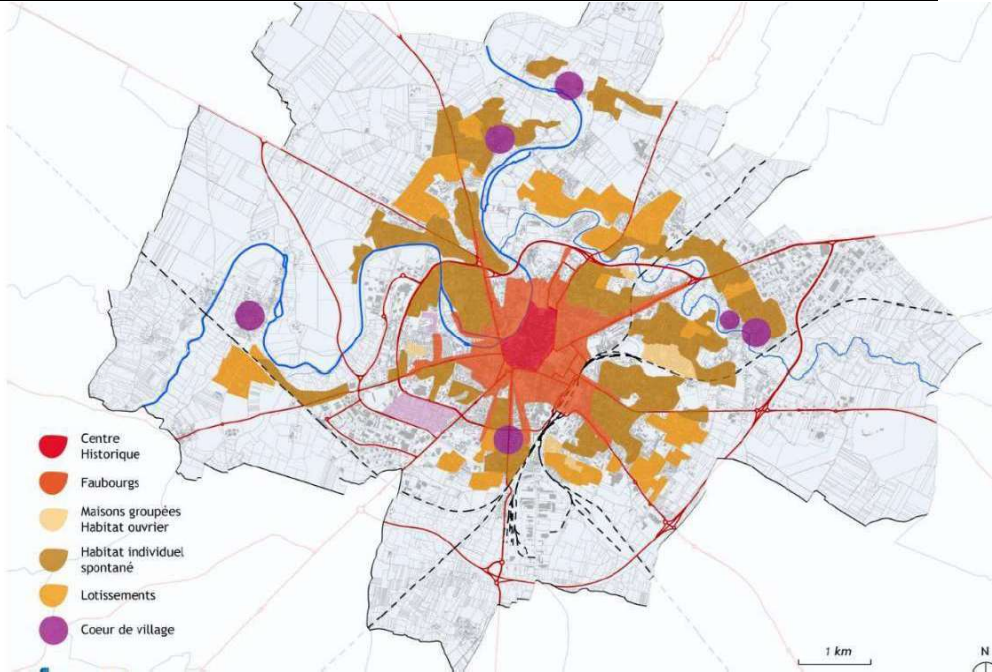 Centre
Historique
Faubourgs
Maisons groupées
Habitat ouvrier
Habitat individuel
spontané
Lotissements
Coeur de village
1 km
N